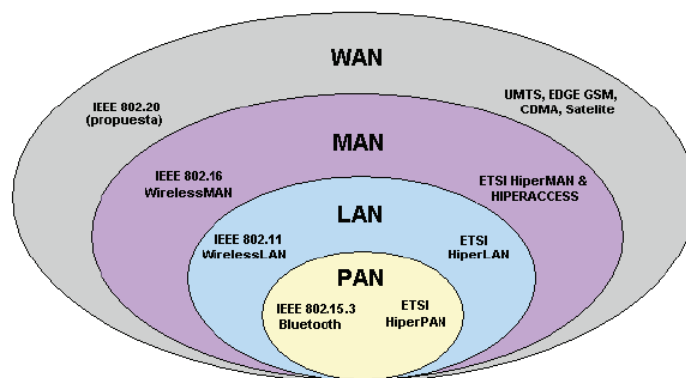 WAN
IEEE 802.20
(propuesta)
UMTS, EDGE GSM,
CDMA, Satelite
MAN
IEEE 802.16
WirelessMAN
ETSI HiperMAN &
HIPERACCESS
LAN
IEEE 802.11
WirelessLAN
ETSI
HiperLAN
PAN
IEEE 802.15.3
Bluetooth
ETSI
HiperPAN